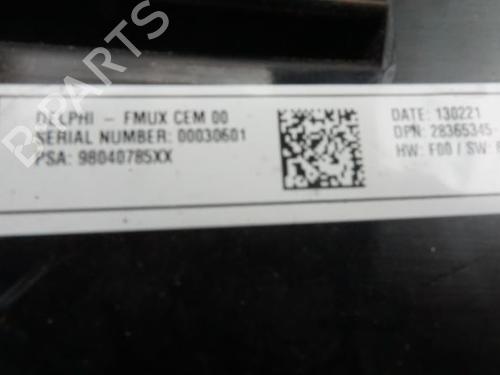 DELPHI - FMUX CEM 00
SERIAL NUMBER: 00030601
PSA: 98040785XX
DATE: 130221
DPN: 28365345
HW: F00 / SW:
B-PARTS